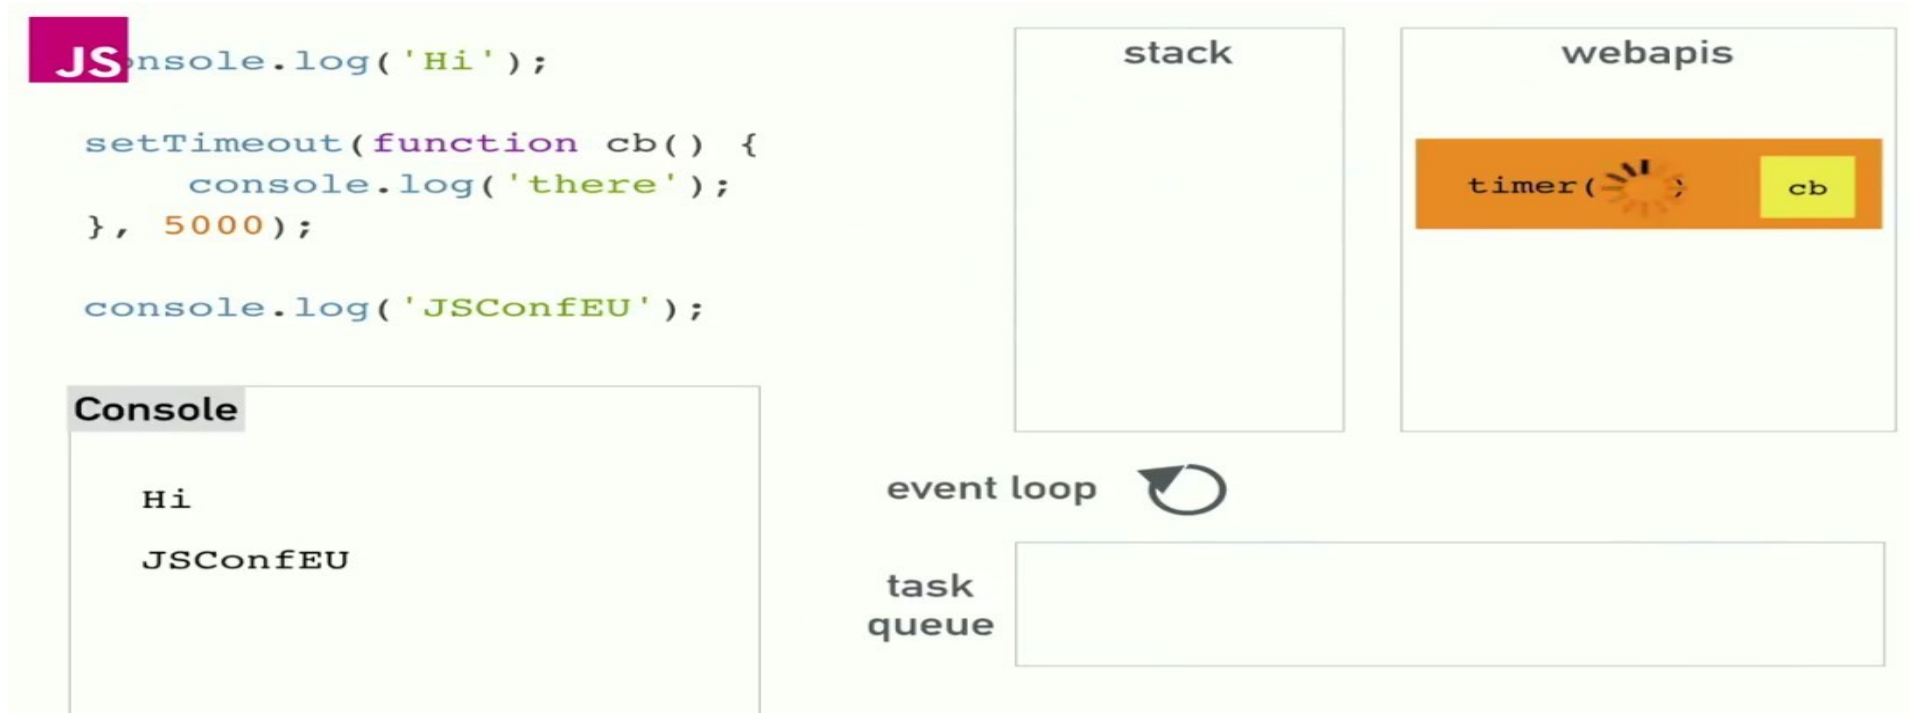 JS
nsole.log('Hi');
setTimeout(function cb() {
console.log('there');
}, 5000);
console.log('JSConfEU');
Console
Hi
JSConfEU
stack
webapis
timer( )
cb
event loop
task
queue